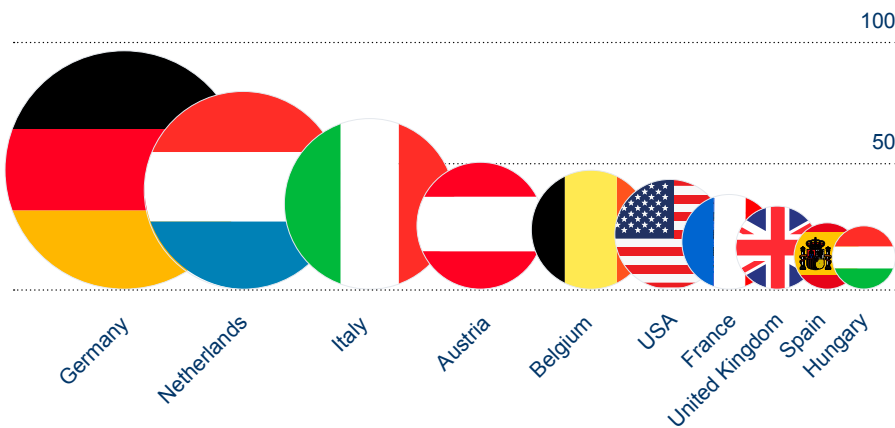 100
50
Germany
Netherlands
Italy
Austria
Belgium
USA
France
United Kingdom
Spain
Hungary